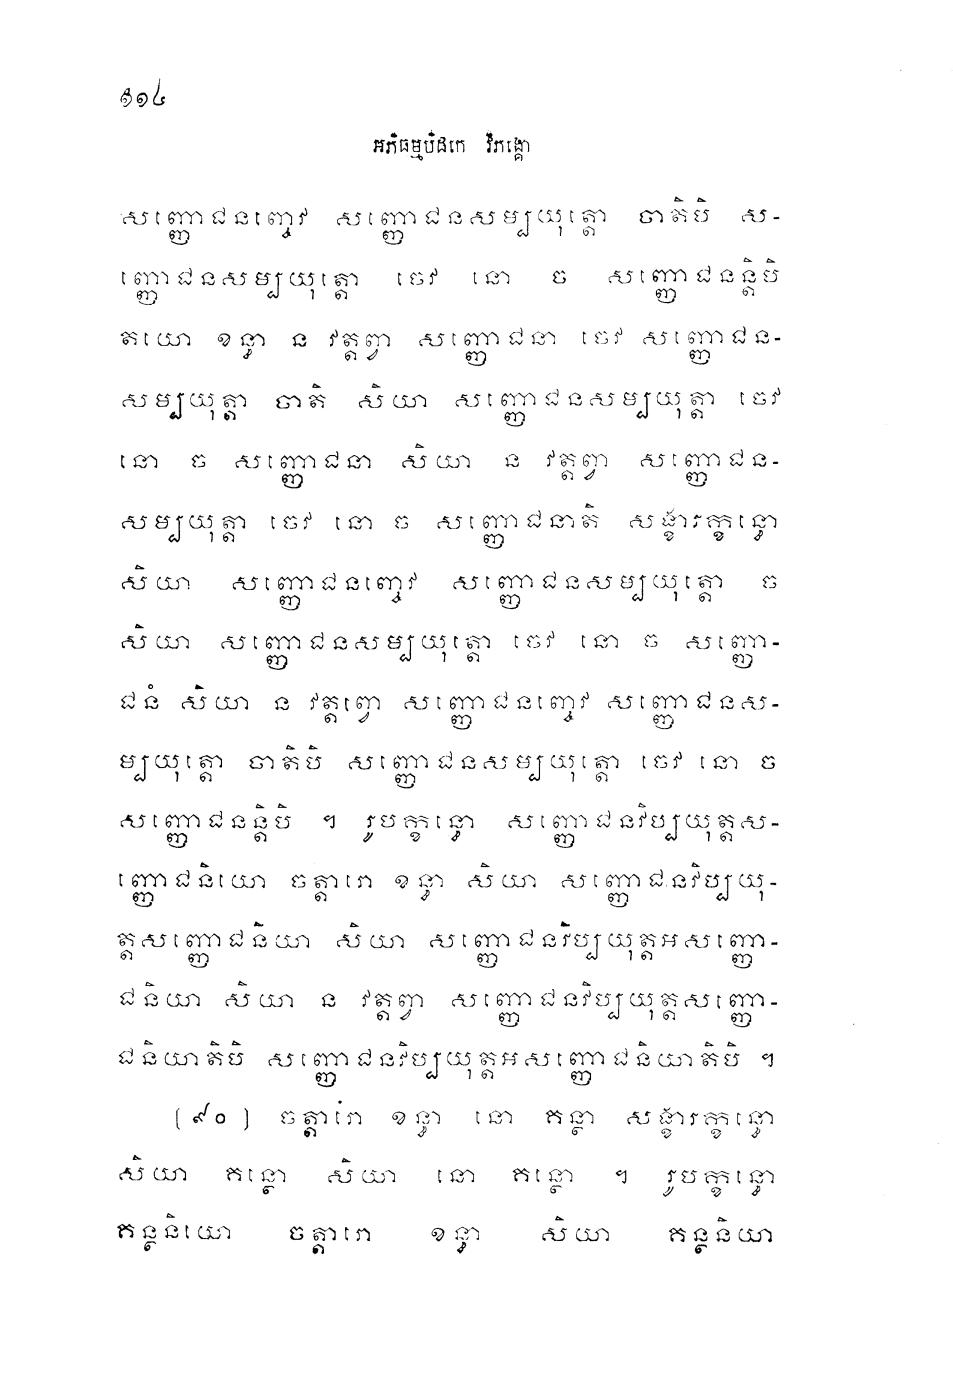 ១១៤
អភិធម្មបិដកេ វិភង្គោ
សញ្ញោជនញ្ចេវ សញ្ញោជនសម្បយុត្តោ ចាតិបិ ស-
ញ្ញោជនសម្បយុត្តោ ចេវ នោ ច សញ្ញោជនន្តិបិ
តយោ ខន្ធា ន វត្តព្វា សញ្ញោជនា ចេវ សញ្ញោជន-
សម្បយុត្តា ចាតិ សិយា សញ្ញោជនសម្បយុត្តា ចេវ
នោ ច សញ្ញោជនា សិយា ន វត្តព្វា សញ្ញោជន-
សម្បយុត្តា ចេវ នោ ច សញ្ញោជនាតិ សង្ខារក្ខន្ធោ
សិយា សញ្ញោជនញ្ចេវ សញ្ញោជនសម្បយុត្តោ ច
សិយា សញ្ញោជនសម្បយុត្តោ ចេវ នោ ច សញ្ញោ-
ជនំ សិយា ន វត្តព្វោ សញ្ញោជនញ្ចេវ សញ្ញោជនស-
ម្បយុត្តោ ចាតិបិ សញ្ញោជនសម្បយុត្តោ ចេវ នោ ច
សញ្ញោជនន្តិបិ ។ រូបក្ខន្ធោ សញ្ញោជនវិប្បយុត្តស-
ញ្ញោជនិយោ ចត្តារោ ខន្ធា សិយា សញ្ញោជនវិប្បយុ-
ត្តសញ្ញោជនិយា សិយា សញ្ញោជនវិប្បយុត្តអសញ្ញោ-
ជនិយា សិយា ន វត្តព្វា សញ្ញោជនវិប្បយុត្តសញ្ញោ-
ជនិយាតិបិ សញ្ញោជនវិប្បយុត្តអសញ្ញោជនិយាតិបិ ។
(៩០) ចត្តារោ ខន្ធា នោ គន្ថា សង្ខារក្ខន្ធោ
សិយា គន្ថោ សិយា នោ គន្ថោ ។ រូបក្ខន្ធោ
គន្ថនិយោ ចត្តារោ ខន្ធា សិយា គន្ថនិយា